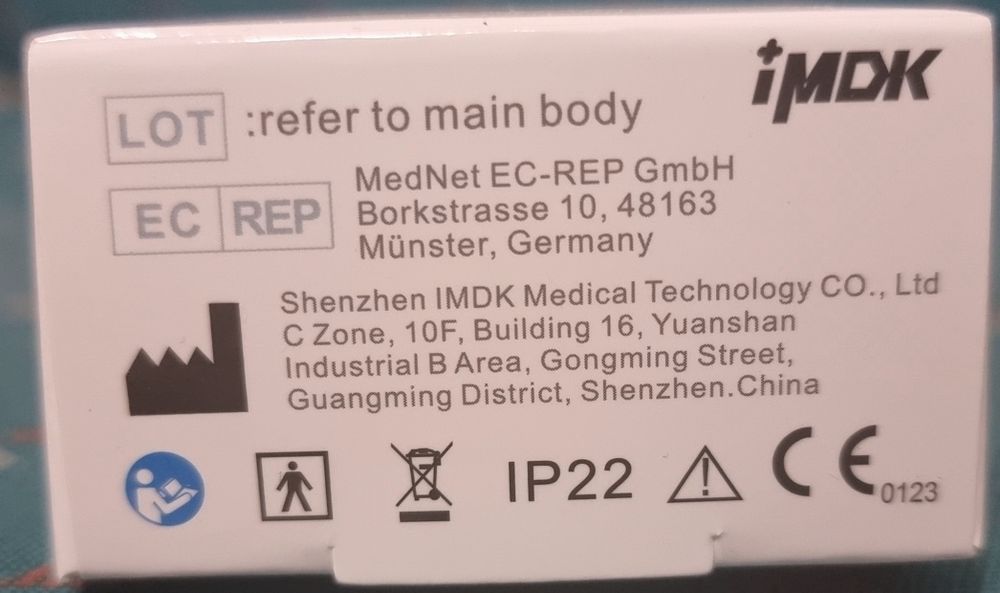 iMDK
LOT :refer to main body
EC REP
MedNet EC-REP GmbH
Borkstrasse 10, 48163
Münster, Germany
Shenzhen IMDK Medical Technology CO., Ltd
C Zone, 10F, Building 16, Yuanshan
Industrial B Area, Gongming Street,
Guangming District, Shenzhen.China
IP22 ! CE 0123